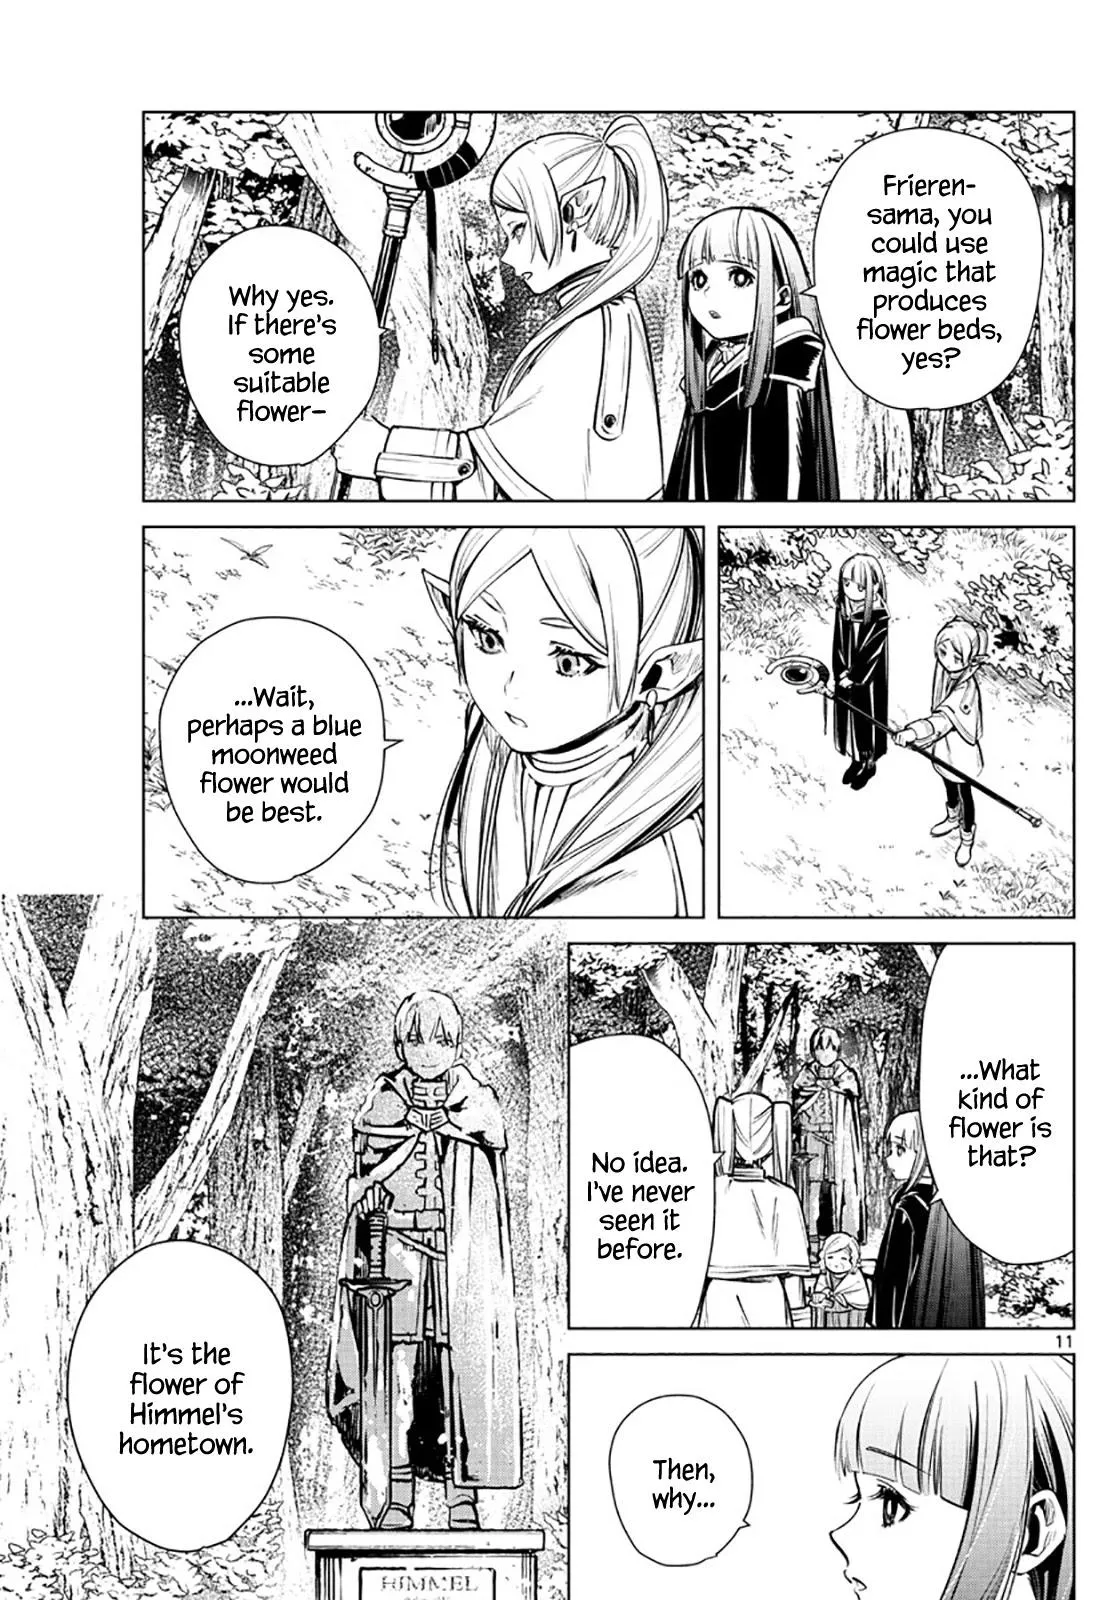 Frieren-
sama, you
could use
magic that
produces
flower beds,
yes?
Why yes.
If there's
some
suitable
flower-
...Wait,
perhaps a blue
moonweed
flower would
be best.
...What
kind of
flower is
that?
No idea.
I've never
seen it
before.
It's the
flower of
Himmel's
hometown.
HIMMEL
11
Then,
why...